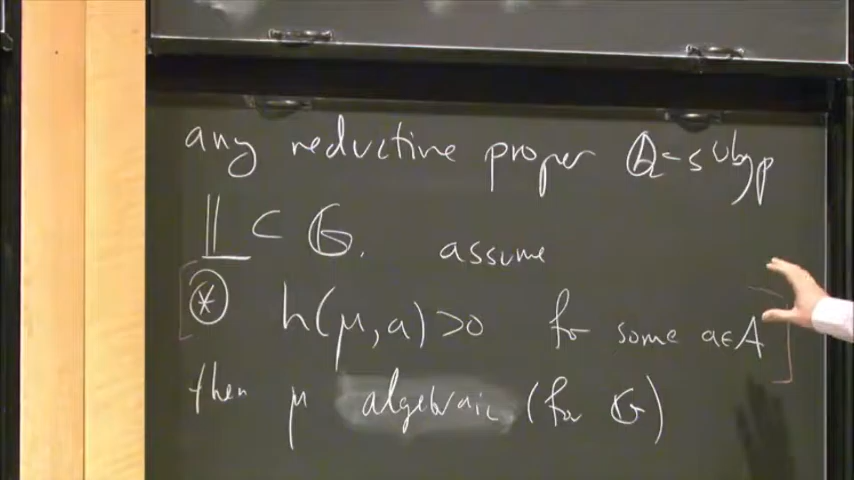 any reductive proper ℚ-subgp
𝕃 ⊂ 𝔾. assume
⊛ h(μ, a) > 0 for some a ∈ A
then μ algebraic (for 𝔾)